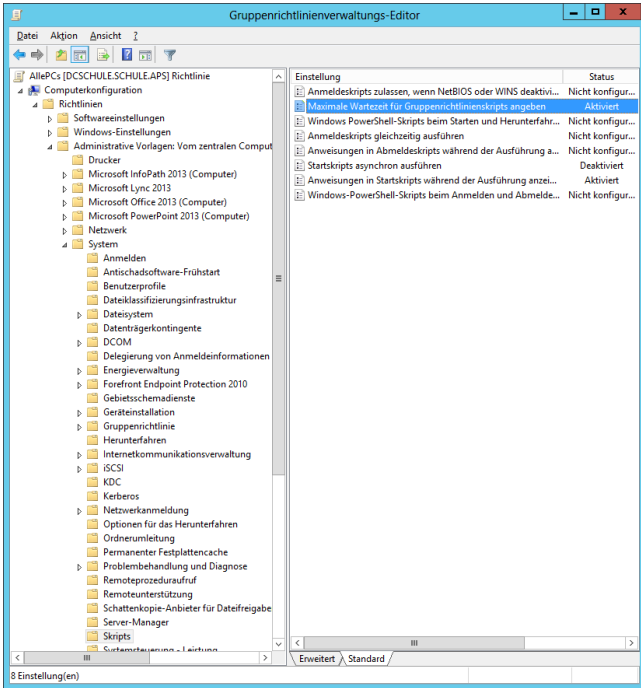 Gruppenrichtlinienverwaltungs-Editor
Datei Aktion Ansicht ?
AllePCs [DCSCHULE.SCHULE.APS] Richtlinie
Computerkonfiguration
Richtlinien
Softwareeinstellungen
Windows-Einstellungen
Administrative Vorlagen: Vom zentralen Comput
Drucker
Microsoft InfoPath 2013 (Computer)
Microsoft Lync 2013
Microsoft Office 2013 (Computer)
Microsoft PowerPoint 2013 (Computer)
Netzwerk
System
Anmelden
Antischadsoftware-Frühstart
Benutzerprofile
Dateiklassifizierungsinfrastruktur
Dateisystem
Datenträgerkontingente
DCOM
Delegierung von Anmeldeinformationen
Energieverwaltung
Forefront Endpoint Protection 2010
Gebietsschemadienste
Geräteinstallation
Gruppenrichtlinie
Herunterfahren
Internetkommunikationsverwaltung
iSCSI
KDC
Kerberos
Netzwerkanmeldung
Optionen für das Herunterfahren
Ordnerumleitung
Permanenter Festplattencache
Problembehandlung und Diagnose
Remoteprozeduraufruf
Remoteunterstützung
Schattenkopie-Anbieter für Dateifreigabe
Server-Manager
Skripts
Systemsteuerung - Leistung
Einstellung Status
Anmeldeskripts zulassen, wenn NetBIOS oder WINS deaktivi... Nicht konfigur...
Maximale Wartezeit für Gruppenrichtlinienskripts angeben Aktiviert
Windows PowerShell-Skripts beim Starten und Herunterfahr... Nicht konfigur...
Anmeldeskripts gleichzeitig ausführen Nicht konfigur...
Anweisungen in Abmeldeskripts während der Ausführung a... Nicht konfigur...
Startskripts asynchron ausführen Deaktiviert
Anweisungen in Startskripts während der Ausführung anzei... Aktiviert
Windows-PowerShell-Skripts beim Anmelden und Abmelde... Nicht konfigur...
Erweitert Standard
8 Einstellung(en)